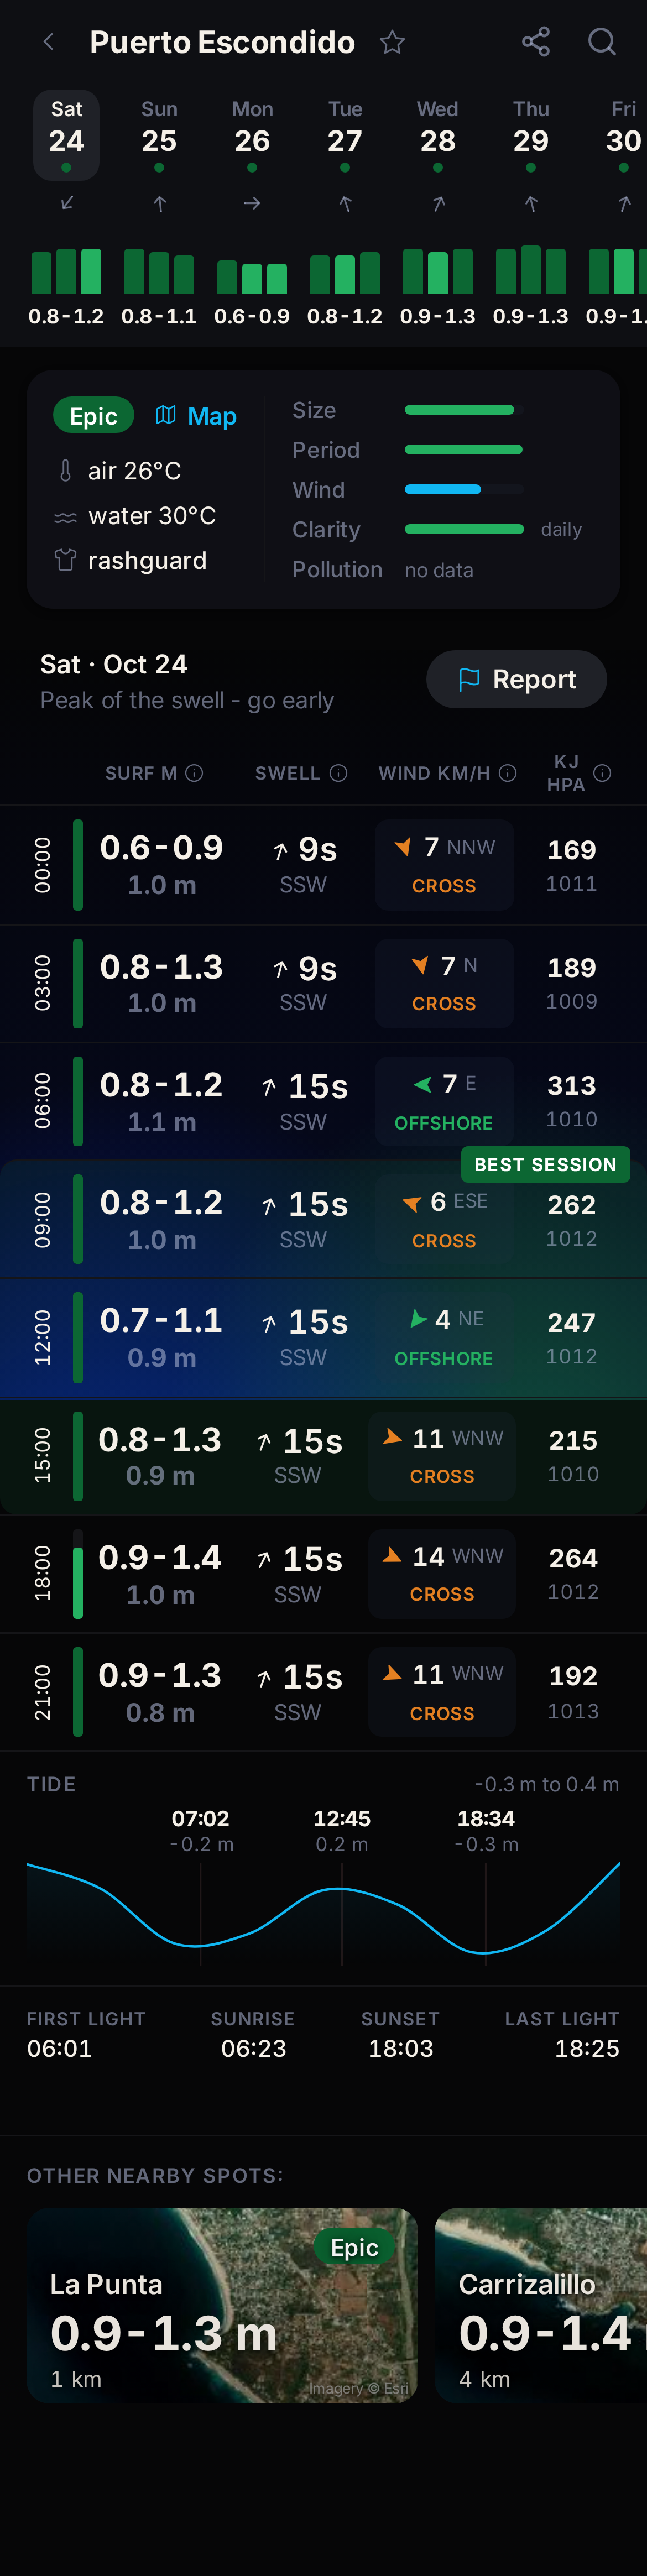 Puerto Escondido
Sat Sun Mon Tue Wed Thu Fri
24 25 26 27 28 29 30
0.8-1.2 0.8-1.1 0.6-0.9 0.8-1.2 0.9-1.3 0.9-1.3 0.9-1.
Epic Map
air 26°C
water 30°C
rashguard
Size
Period
Wind
Clarity daily
Pollution no data
Sat · Oct 24
Peak of the swell - go early
Report
SURF M SWELL WIND KM/H KJ
HPA
00:00 0.6-0.9 9s 7 NNW 169
1.0 m SSW CROSS 1011
03:00 0.8-1.3 9s 7 N 189
1.0 m SSW CROSS 1009
06:00 0.8-1.2 15s 7 E 313
1.1 m SSW OFFSHORE 1010
BEST SESSION
09:00 0.8-1.2 15s 6 ESE 262
1.0 m SSW CROSS 1012
12:00 0.7-1.1 15s 4 NE 247
0.9 m SSW OFFSHORE 1012
15:00 0.8-1.3 15s 11 WNW 215
0.9 m SSW CROSS 1010
18:00 0.9-1.4 15s 14 WNW 264
1.0 m SSW CROSS 1012
21:00 0.9-1.3 15s 11 WNW 192
0.8 m SSW CROSS 1013
TIDE -0.3 m to 0.4 m
07:02 12:45 18:34
-0.2 m 0.2 m -0.3 m
FIRST LIGHT SUNRISE SUNSET LAST LIGHT
06:01 06:23 18:03 18:25
OTHER NEARBY SPOTS:
Epic
La Punta
0.9-1.3 m
1 km
Imagery © Esri
Carrizalillo
0.9-1.4
4 km